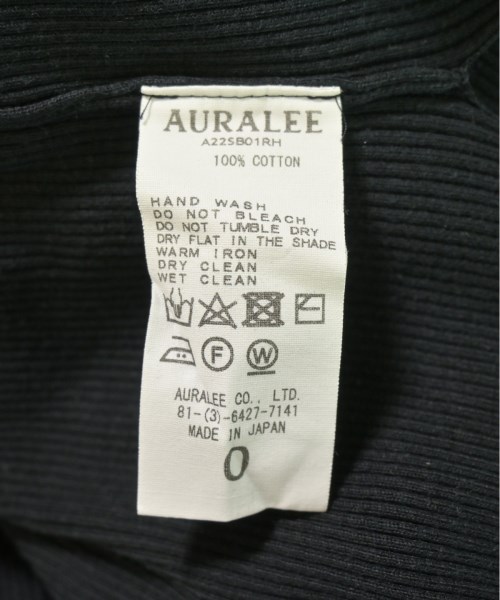 AURALEE
A22SB01RH
100% COTTON
HAND WASH
DO NOT BLEACH
DO NOT TUMBLE DRY
DRY FLAT IN THE SHADE
WARM IRON
DRY CLEAN
WET CLEAN
F W
AURALEE CO., LTD.
81-(3)-6427-7141
MADE IN JAPAN
0